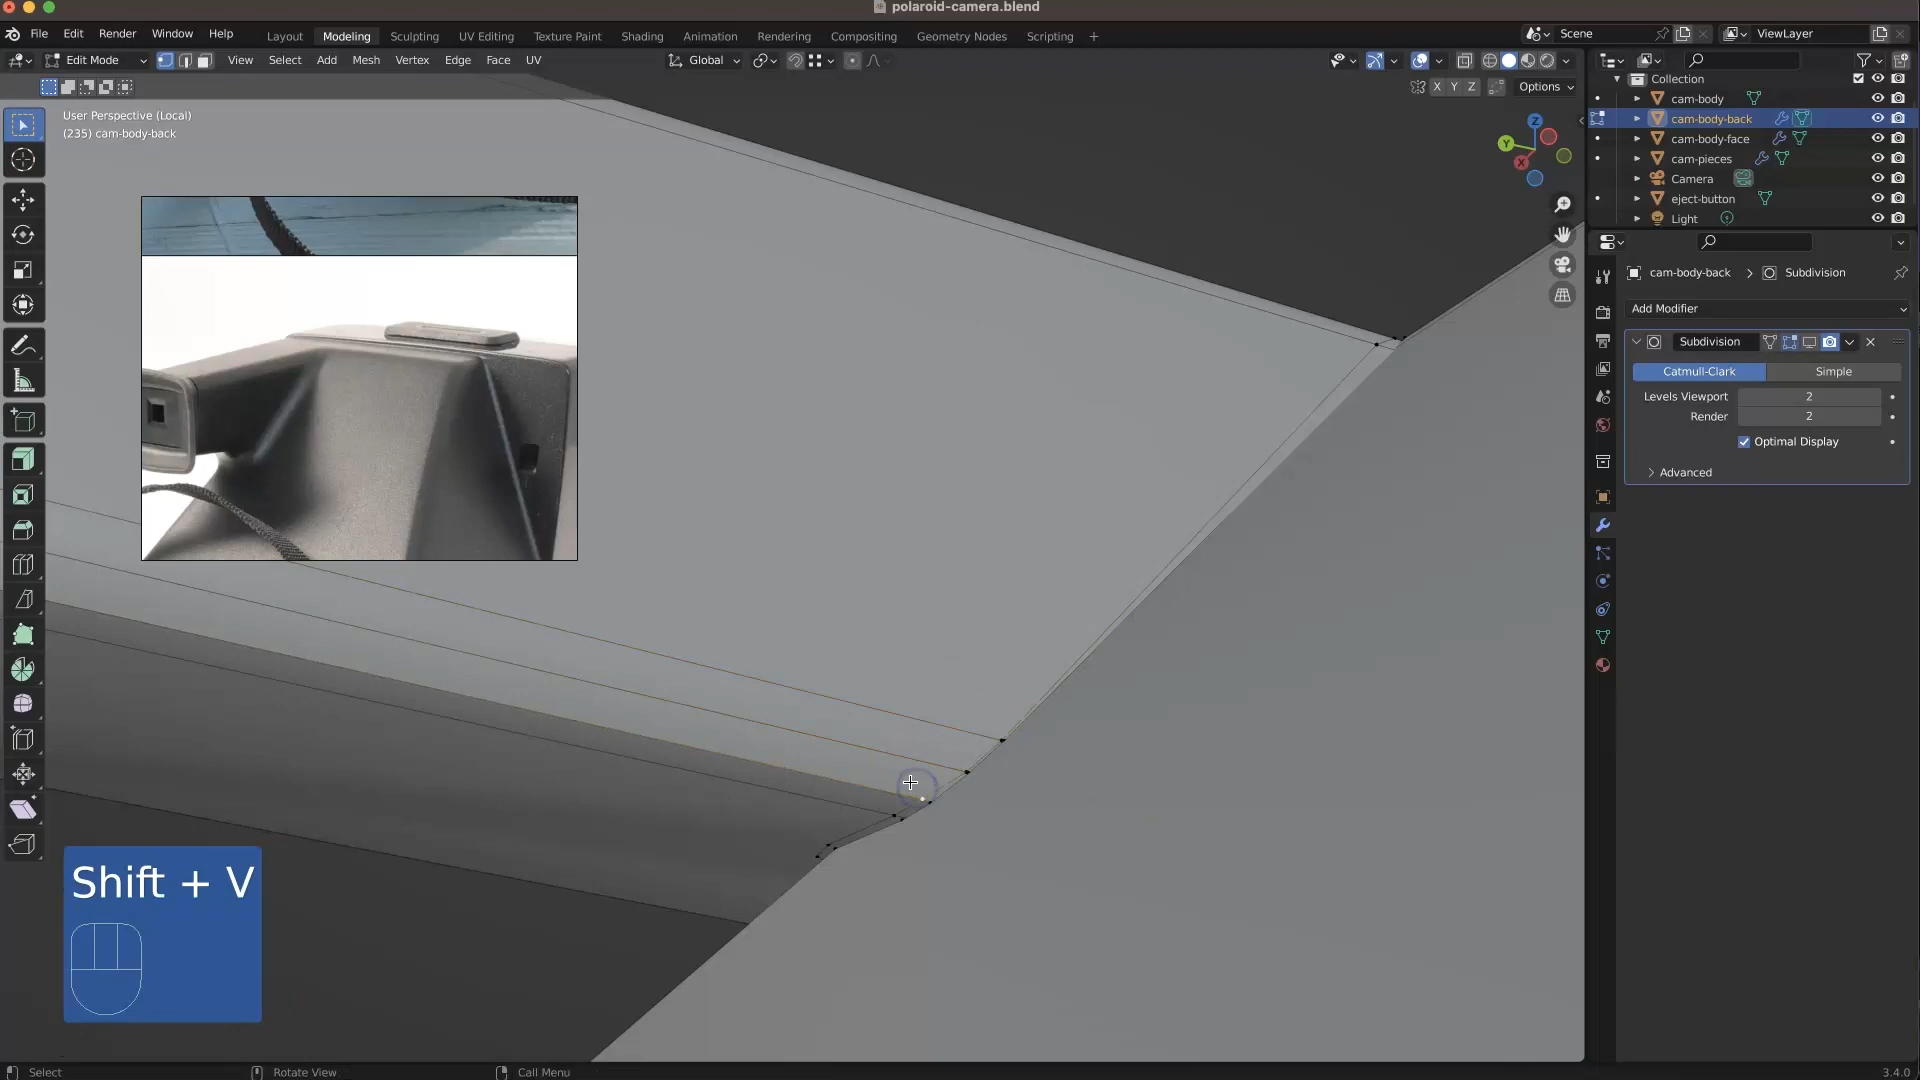 polaroid-camera.blend
File Edit Render Window Help Layout Modeling Sculpting UV Editing Texture Paint Shading Animation Rendering Compositing Geometry Nodes Scripting + Scene ViewLayer
Edit Mode View Select Add Mesh Vertex Edge Face UV Global
X Y Z Options
User Perspective (Local)
(235) cam-body-back
Z
Y
X
Collection
cam-body
cam-body-back
cam-body-face
cam-pieces
Camera
eject-button
Light
cam-body-back > Subdivision
Add Modifier
Subdivision
Catmull-Clark Simple
Levels Viewport 2
Render 2
Optimal Display
Advanced
Shift + V
Select Rotate View Call Menu 3.4.0